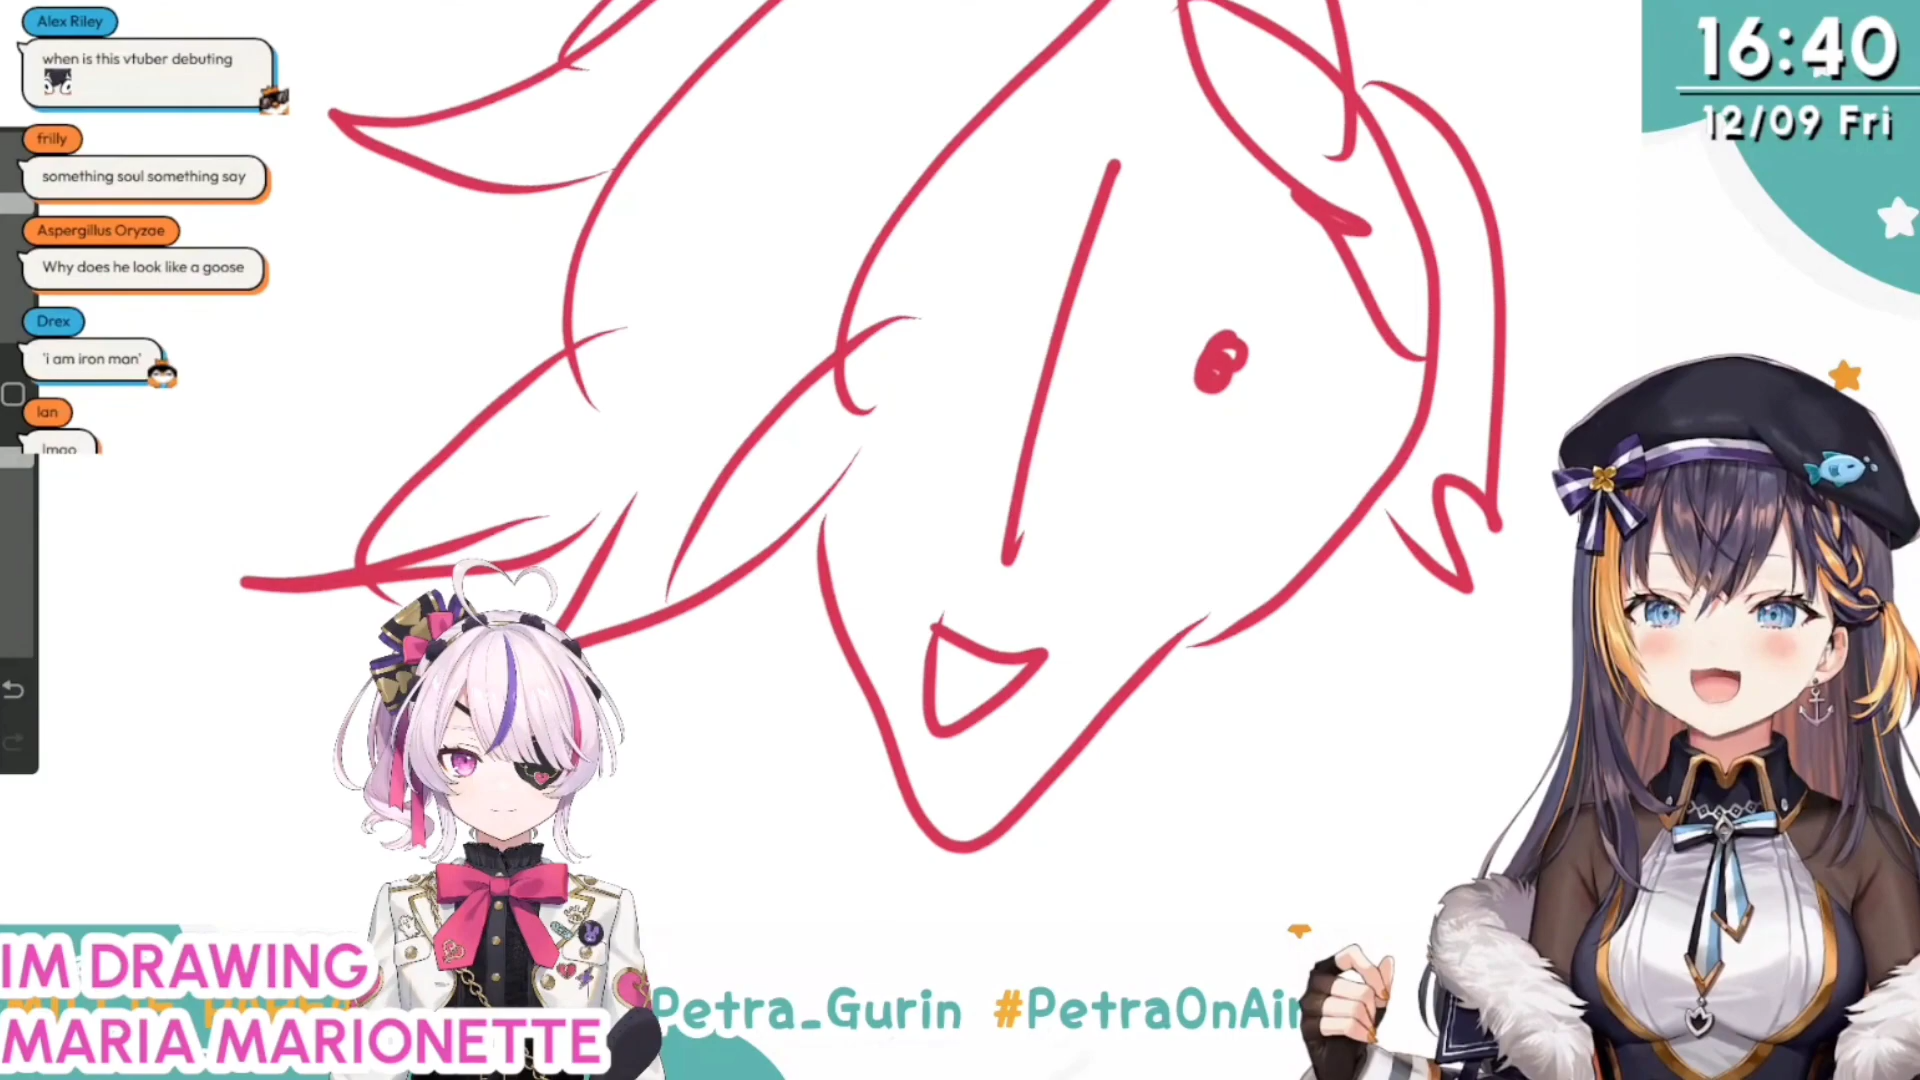 Alex Riley
when is this vtuber debuting
frilly
something soul something say
Aspergillus Oryzae
Why does he look like a goose
Drex
'i am iron man'
Ian
lmao
16:40
12/09 Fri
IM DRAWING
MARIA MARIONETTE
Petra_Gurin #PetraOnAir